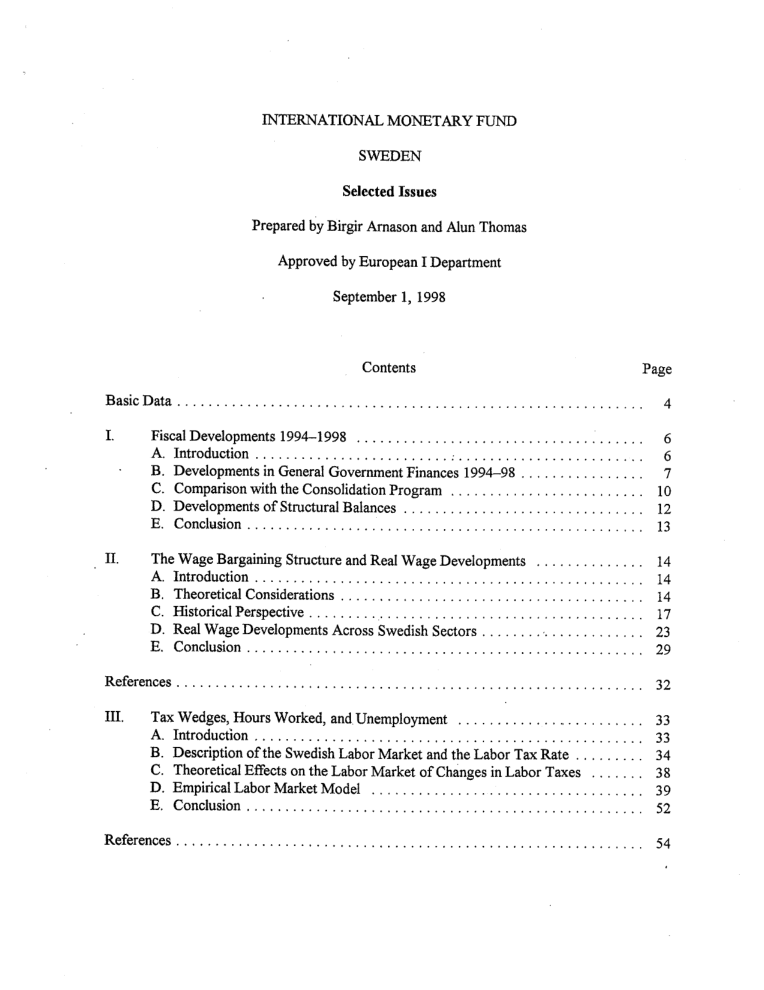 INTERNATIONAL MONETARY FUND
SWEDEN
Selected Issues
Prepared by Birgir Arnason and Alun Thomas
Approved by European I Department
September 1, 1998
Contents Page
Basic Data . . . . . . . . . . . . . . . . . . . . . . . . . . . . . . 4
I. Fiscal Developments 1994–1998 . . . . . . . . . . . . . . . . . . . . 6
A. Introduction . . . . . . . . . . . . . . . . . . . . 6
B. Developments in General Government Finances 1994–98 . . . . . . . . . . . . . . . . 7
C. Comparison with the Consolidation Program . . . . . . . . . . . . . . . . . . . . 10
D. Developments of Structural Balances . . . . . . . . . . . . . . . . . . . . 12
E. Conclusion . . . . . . . . . . . . . . . . . . . . 13
II. The Wage Bargaining Structure and Real Wage Developments . . . . . . . . . . . . . . 14
A. Introduction . . . . . . . . . . . . . . . . . . . . 14
B. Theoretical Considerations . . . . . . . . . . . . . . . . . . . . 14
C. Historical Perspective . . . . . . . . . . . . . . . . . . . . 17
D. Real Wage Developments Across Swedish Sectors . . . . . . . . . . . . . . . . . . . . 23
E. Conclusion . . . . . . . . . . . . . . . . . . . . 29
References . . . . . . . . . . . . . . . . . . . . 32
III. Tax Wedges, Hours Worked, and Unemployment . . . . . . . . . . . . . . . . . . . . 33
A. Introduction . . . . . . . . . . . . . . . . . . . . 33
B. Description of the Swedish Labor Market and the Labor Tax Rate . . . . . . . . . 34
C. Theoretical Effects on the Labor Market of Changes in Labor Taxes . . . . . . . 38
D. Empirical Labor Market Model . . . . . . . . . . . . . . . . . . . . 39
E. Conclusion . . . . . . . . . . . . . . . . . . . . 52
References . . . . . . . . . . . . . . . . . . . . 54